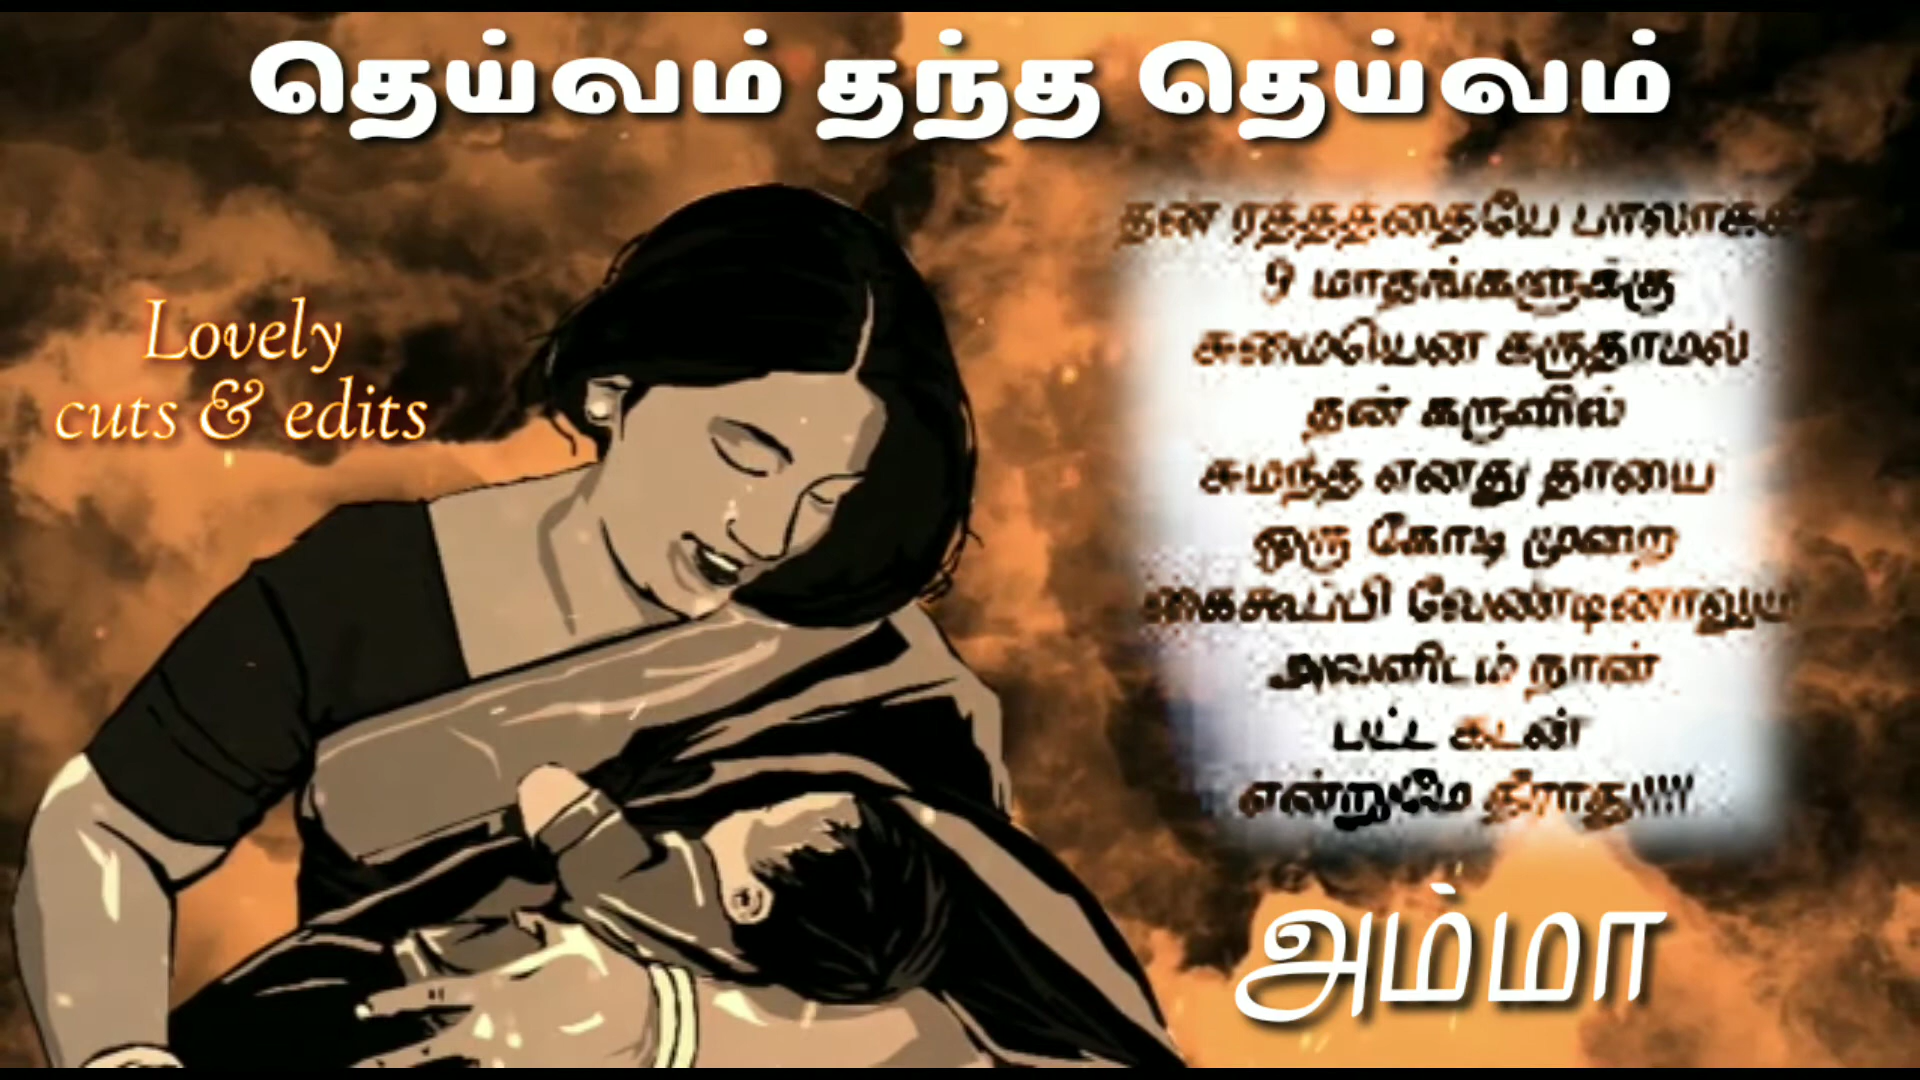 தெய்வம் தந்த தெய்வம்
Lovely
cuts & edits
தன் ரத்தத்தையே பாலாக்கி
9 மாதங்களுக்கு
சுமையென கருதாமல்
தன் கருவில்
சுமந்த எனது தாயை
ஒரு கோடி முறை
கைகூப்பி வேண்டினாலும்
அவளிடம் நான்
பட்ட கடன்
என்றுமே தீராது!!!!
அம்மா